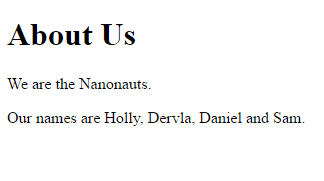 About Us
We are the Nanonauts.
Our names are Holly, Dervla, Daniel and Sam.